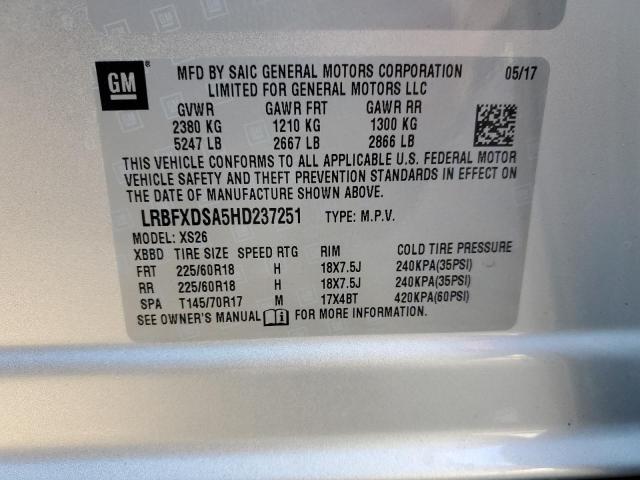 GM
MFD BY SAIC GENERAL MOTORS CORPORATION 05/17
LIMITED FOR GENERAL MOTORS LLC
GVWR GAWR FRT GAWR RR
2380 KG 1210 KG 1300 KG
5247 LB 2667 LB 2866 LB
THIS VEHICLE CONFORMS TO ALL APPLICABLE U.S. FEDERAL MOTOR
VEHICLE SAFETY AND THEFT PREVENTION STANDARDS IN EFFECT ON
THE DATE OF MANUFACTURE SHOWN ABOVE.
LRBFXDSA5HD237251 TYPE: M.P.V.
MODEL: XS26
XBBD TIRE SIZE SPEED RTG RIM COLD TIRE PRESSURE
FRT 225/60R18 H 18X7.5J 240KPA(35PSI)
RR 225/60R18 H 18X7.5J 240KPA(35PSI)
SPA T145/70R17 M 17X4BT 420KPA(60PSI)
SEE OWNER'S MANUAL FOR MORE INFORMATION